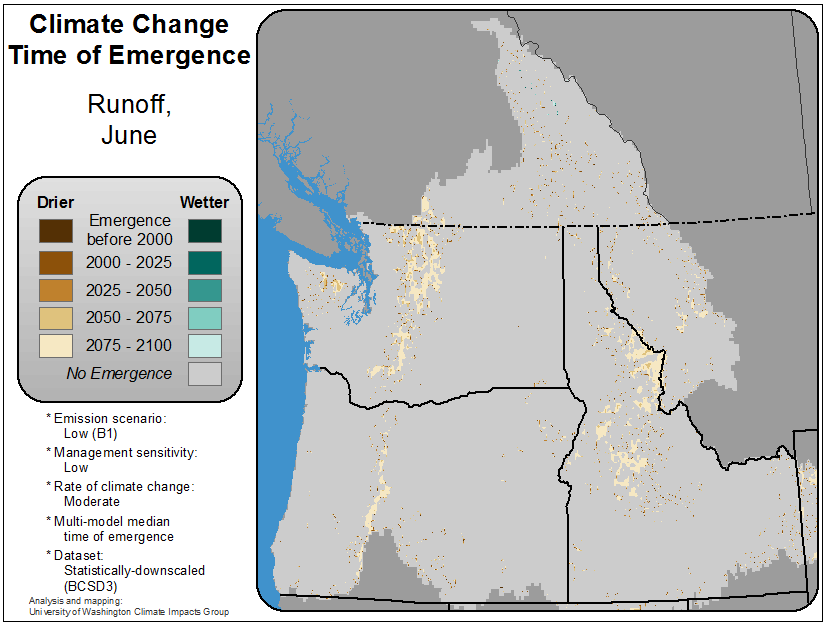 Climate Change
Time of Emergence
Runoff,
June
Drier Wetter
Emergence
before 2000
2000 - 2025
2025 - 2050
2050 - 2075
2075 - 2100
No Emergence
* Emission scenario:
Low (B1)
* Management sensitivity:
Low
* Rate of climate change:
Moderate
* Multi-model median
time of emergence
* Dataset:
Statistically-downscaled
(BCSD3)
Analysis and mapping:
University of Washington Climate Impacts Group